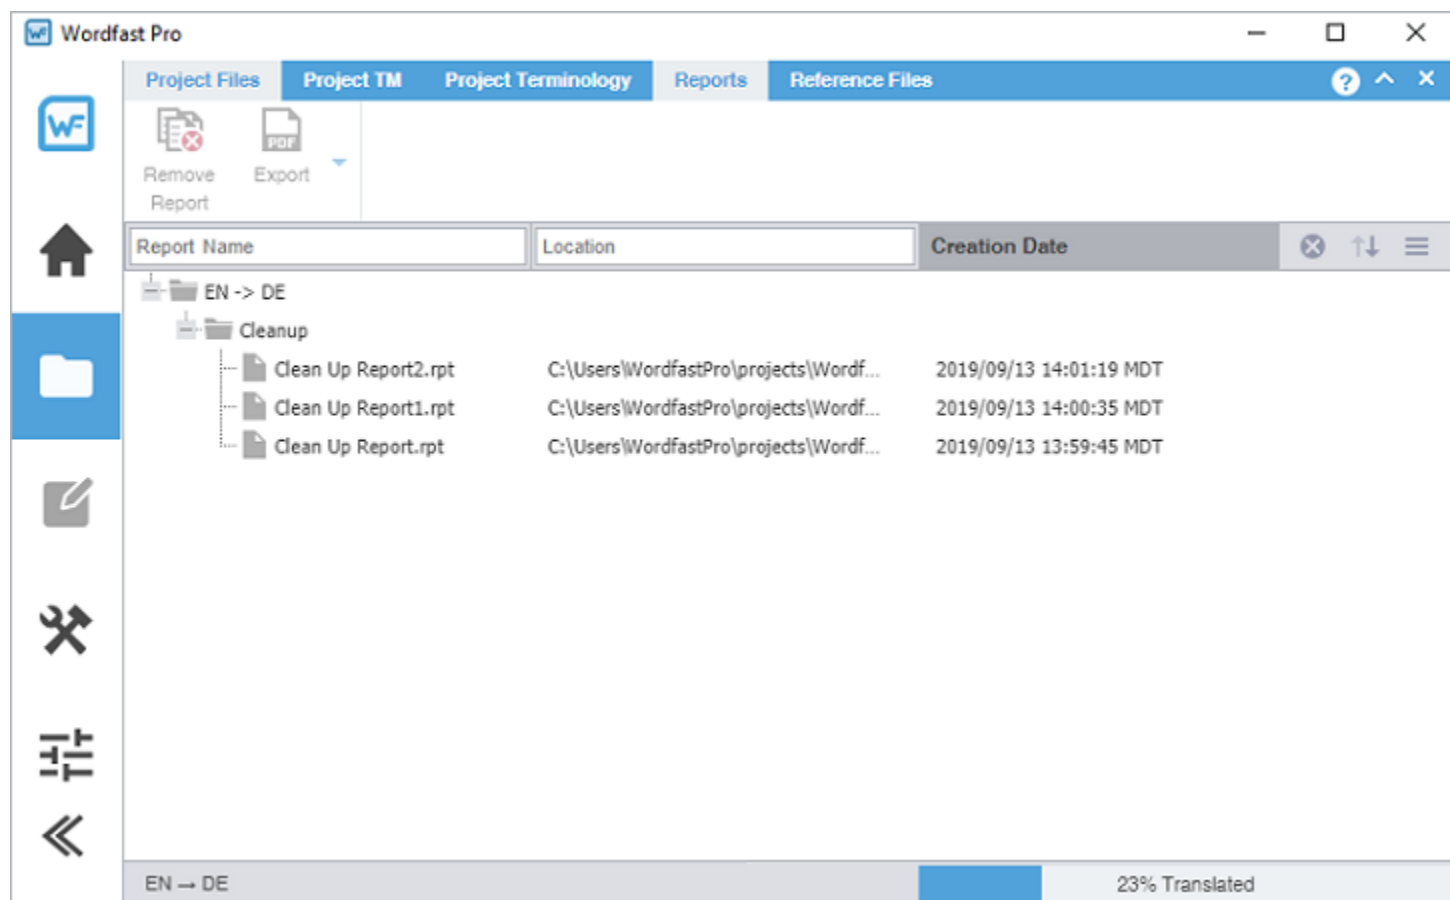 Wordfast Pro
Project Files Project TM Project Terminology Reports Reference Files
WF
PDF
Remove Report
Export
Report Name Location Creation Date
EN -> DE
Cleanup
Clean Up Report2.rpt C:\Users\WordfastPro\projects\Wordf... 2019/09/13 14:01:19 MDT
Clean Up Report1.rpt C:\Users\WordfastPro\projects\Wordf... 2019/09/13 14:00:35 MDT
Clean Up Report.rpt C:\Users\WordfastPro\projects\Wordf... 2019/09/13 13:59:45 MDT
EN → DE 23% Translated